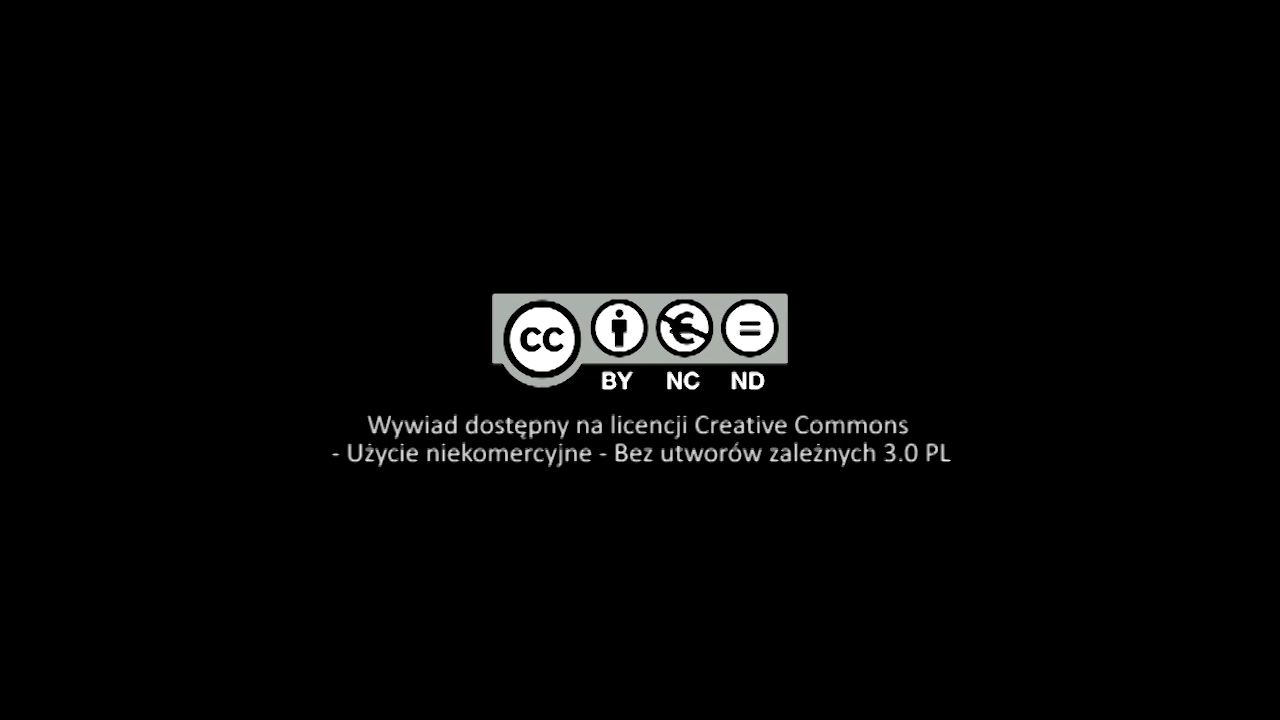 CC
BY NC ND
Wywiad dostępny na licencji Creative Commons
- Użycie niekomercyjne - Bez utworów zależnych 3.0 PL